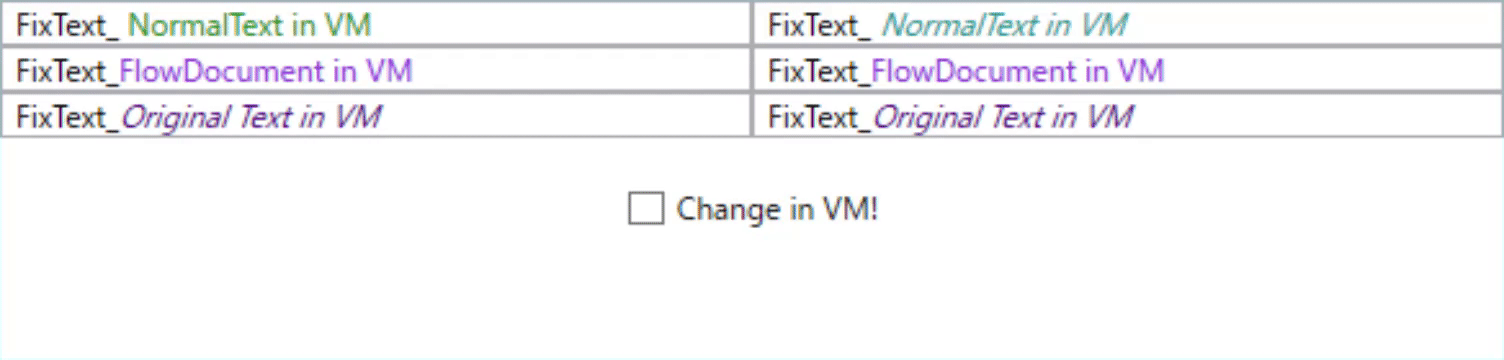 FixText_ NormalText in VM
FixText_ NormalText in VM
FixText_FlowDocument in VM
FixText_FlowDocument in VM
FixText_Original Text in VM
FixText_Original Text in VM
Change in VM!